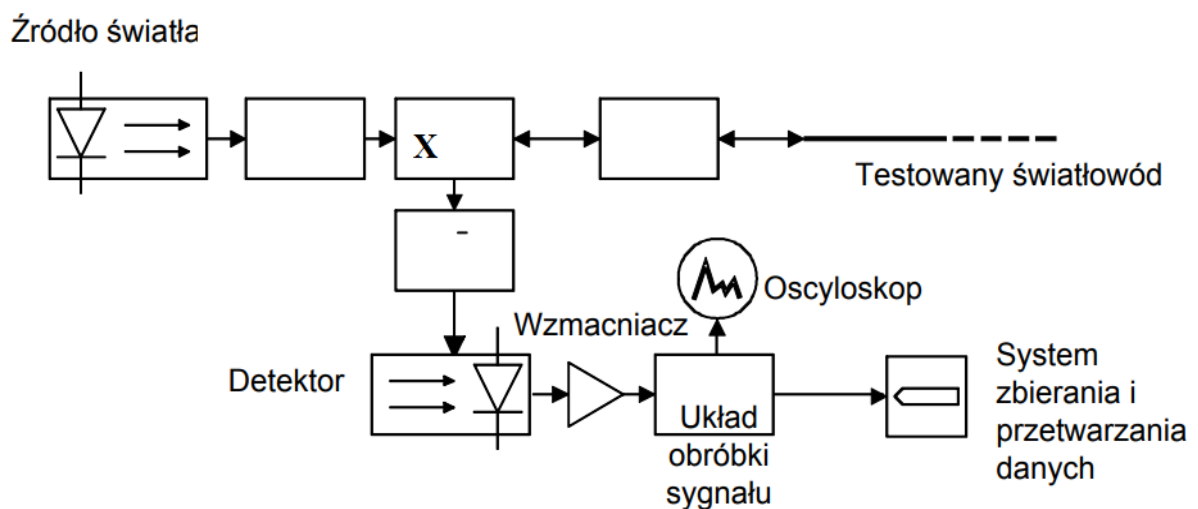 Źródło światła
X
Testowany światłowód
-
Oscyloskop
Wzmacniacz
Detektor
Układ
obróbki
sygnału
System
zbierania i
przetwarzania
danych